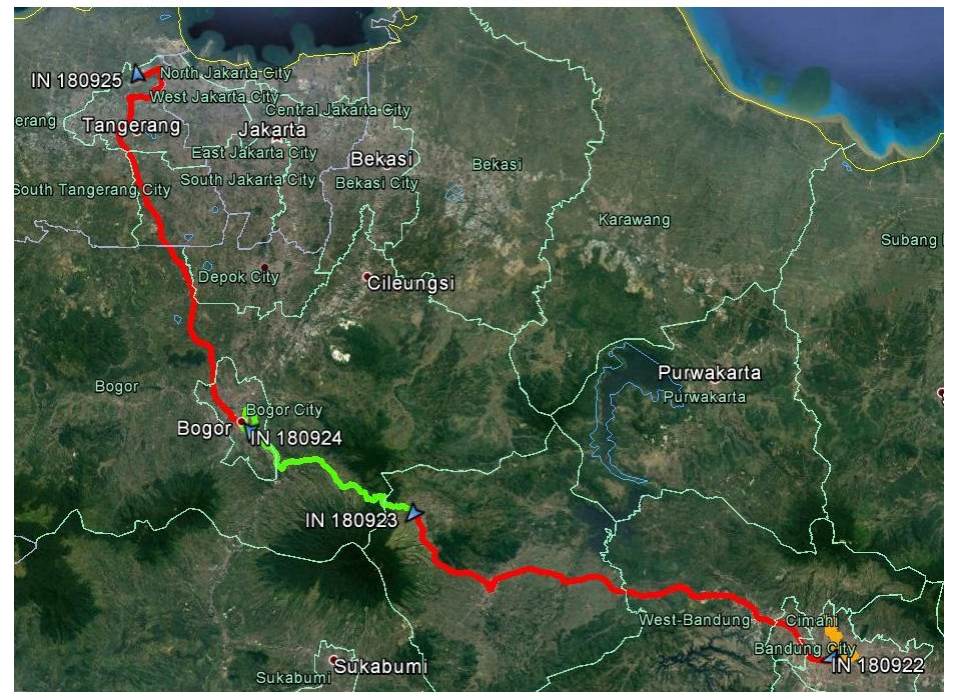 IN 180925
North Jakarta City
West Jakarta City
Central Jakarta City
erang
Tangerang
Jakarta
East Jakarta City
Bekasi
Bekasi
South Tangerang City
South Jakarta City
Bekasi City
Karawang
Subang
Depok City
Cileungsi
Purwakarta
Purwakarta
Bogor
Bogor City
Bogor
IN 180924
IN 180923
West-Bandung
Cimahi
Bandung City
IN 180922
Sukabumi
Sukabumi